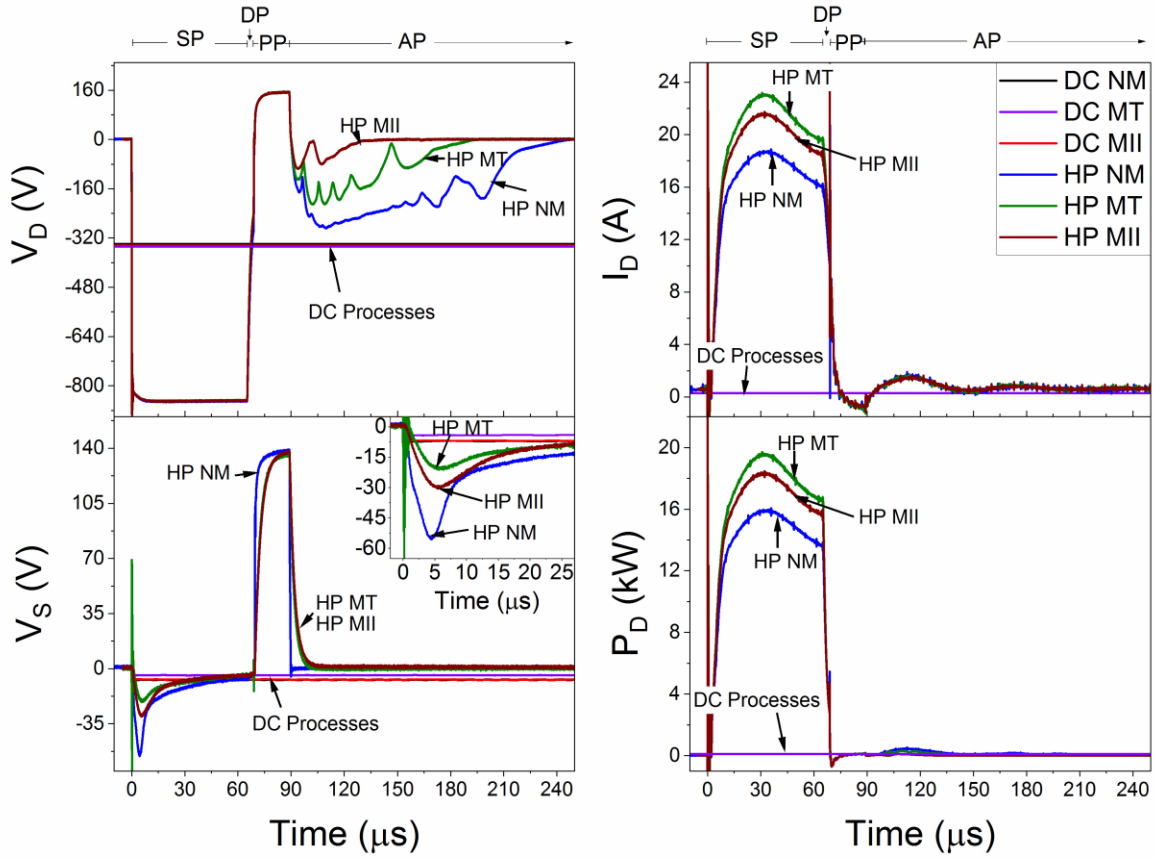 DP
SP
PP
AP
DP
SP
PP
AP
V_D (V)
160
0
-160
-320
-480
-640
-800
HP MII
HP MT
HP NM
DC Processes
I_D (A)
24
20
16
12
8
4
0
HP MT
HP MII
HP NM
DC Processes
DC NM
DC MT
DC MII
HP NM
HP MT
HP MII
V_S (V)
140
105
70
35
0
-35
HP NM
HP MT
HP MII
DC Processes
0
-15
-30
-45
-60
HP MT
HP MII
HP NM
0 5 10 15 20 25
Time (μs)
P_D (kW)
20
16
12
8
4
0
HP MT
HP MII
HP NM
DC Processes
0 30 60 90 120 150 180 210 240
Time (μs)
0 30 60 90 120 150 180 210 240
Time (μs)